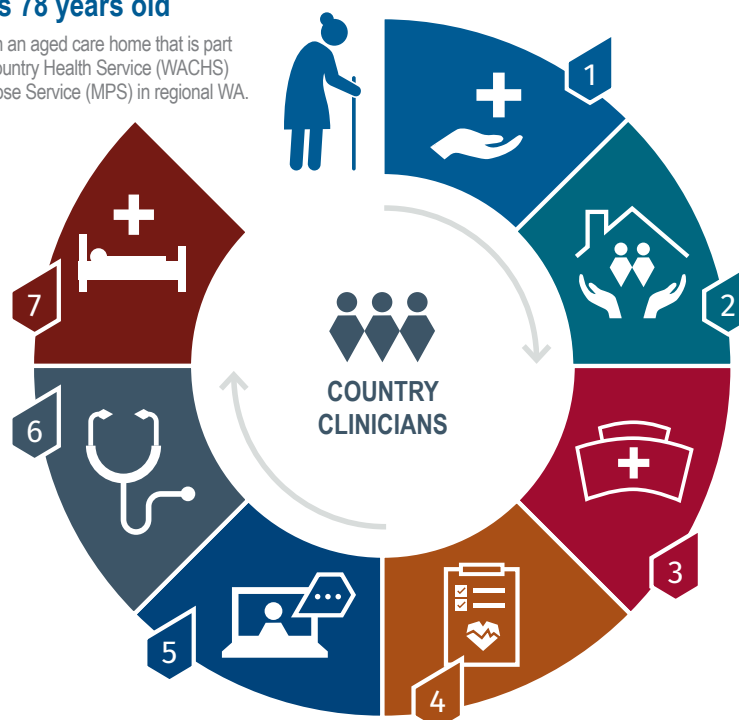 s 78 years old
n an aged care home that is part
ountry Health Service (WACHS)
ose Service (MPS) in regional WA.
1
2
3
4
5
6
7
COUNTRY
CLINICIANS